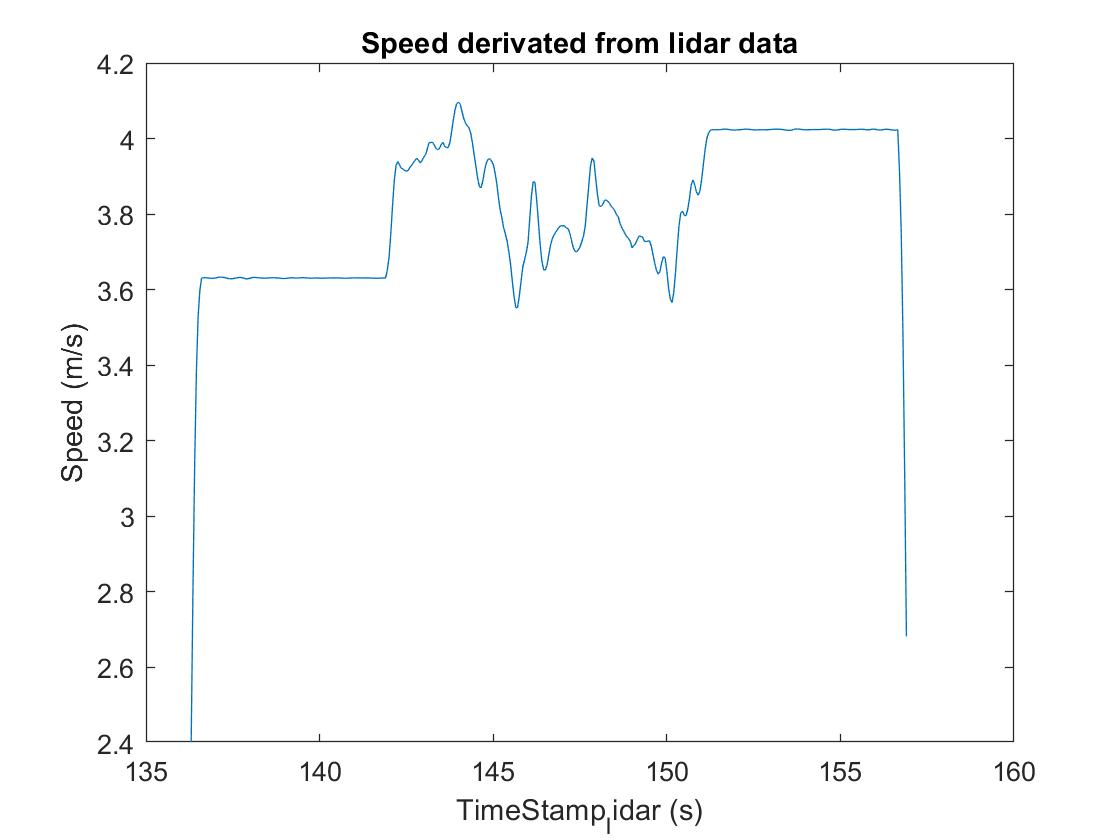 Speed derivated from lidar data
4.2
4
3.8
3.6
3.4
3.2
3
2.8
2.6
2.4
Speed (m/s)
135 140 145 150 155 160
TimeStamplidar (s)